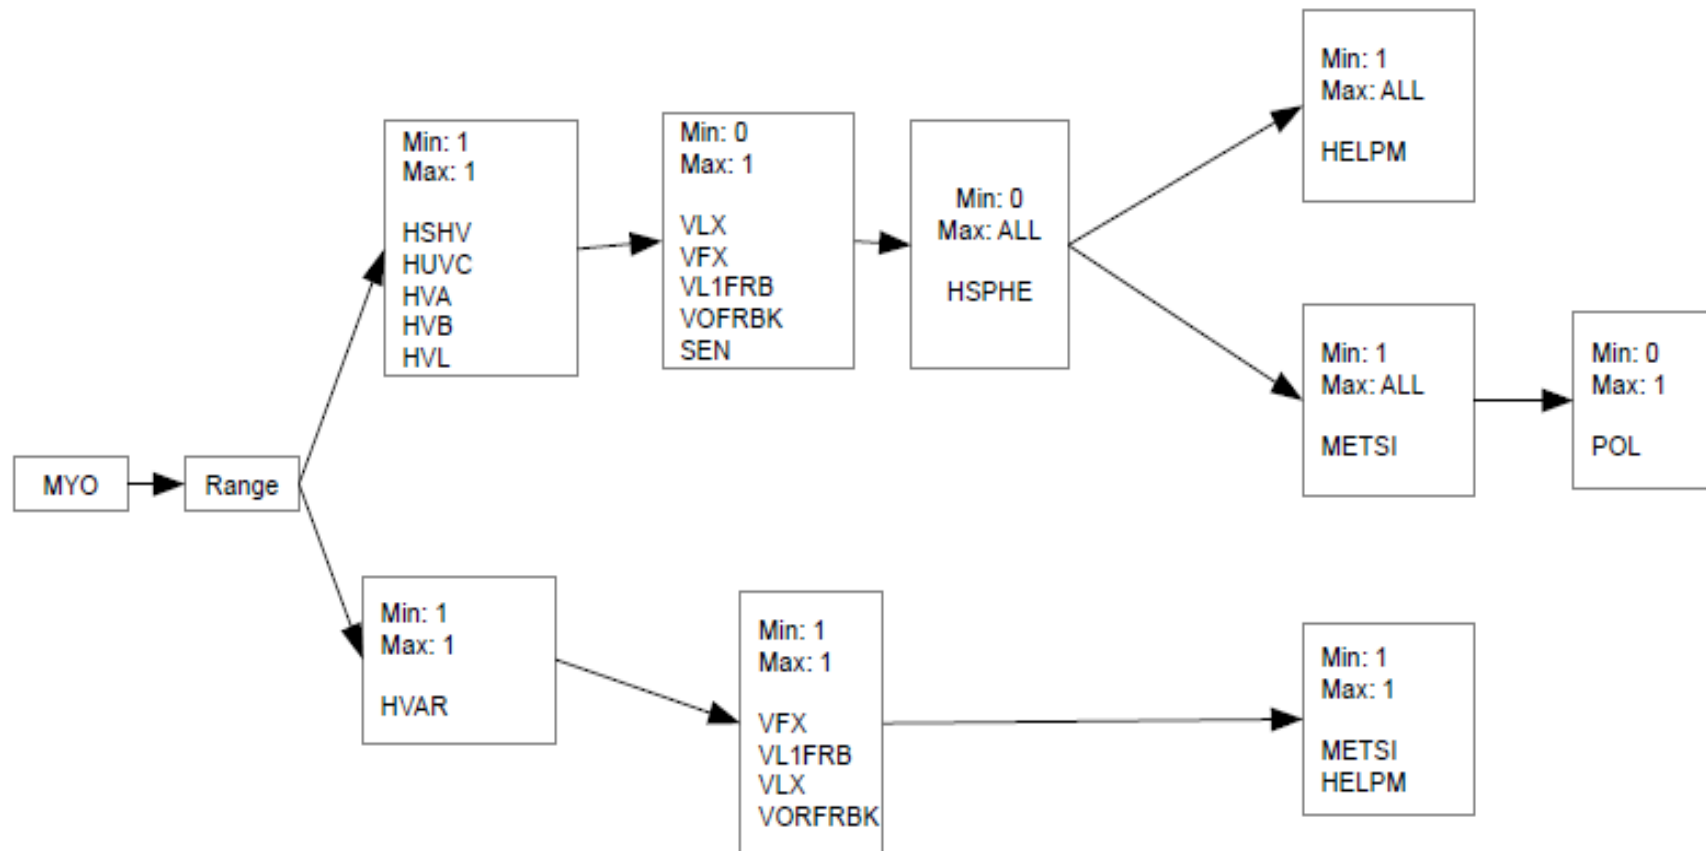 MYO
Range
Min: 1
Max: 1
HSHV
HUVC
HVA
HVB
HVL
Min: 0
Max: 1
VLX
VFX
VL1FRB
VOFRBK
SEN
Min: 0
Max: ALL
HSPHE
Min: 1
Max: ALL
HELPM
Min: 1
Max: ALL
METSI
Min: 0
Max: 1
POL
Min: 1
Max: 1
HVAR
Min: 1
Max: 1
VFX
VL1FRB
VLX
VORFRBK
Min: 1
Max: 1
METSI
HELPM